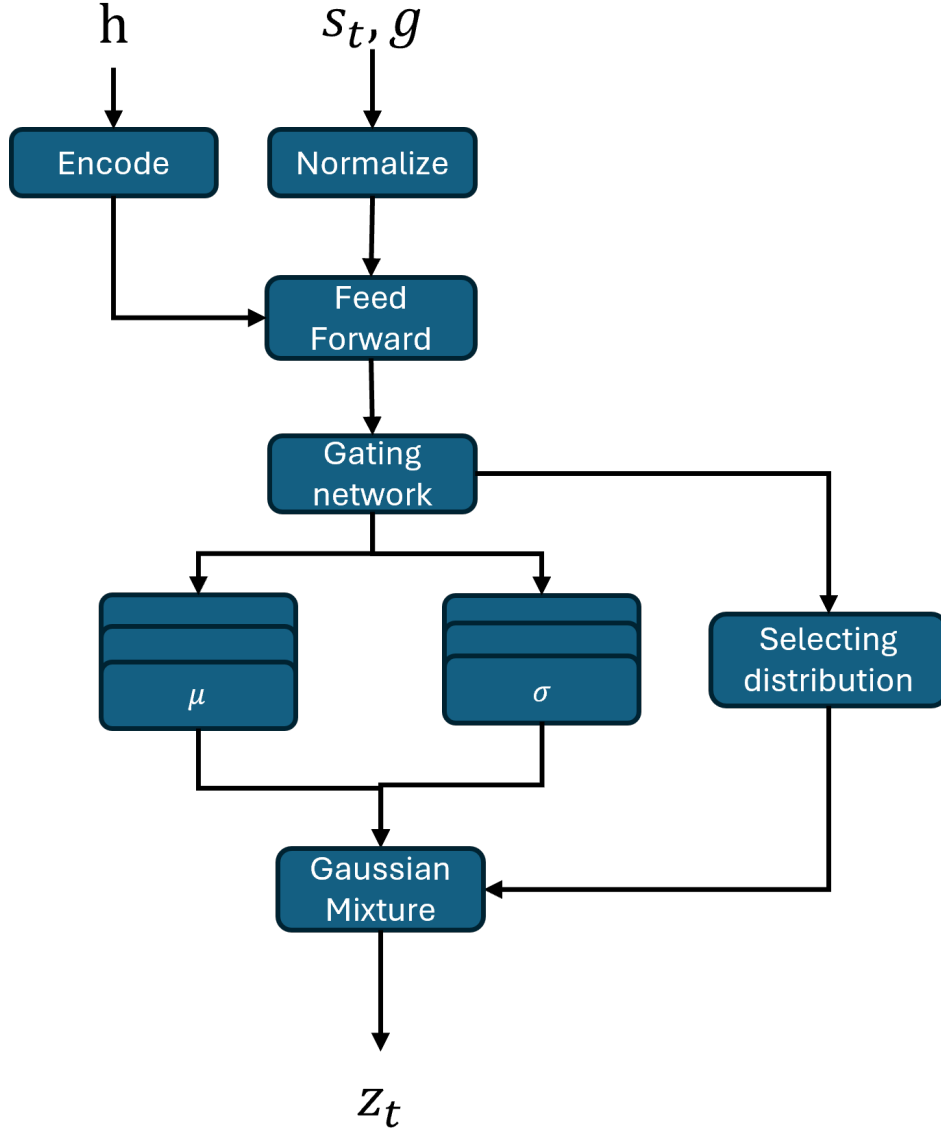 h
s_t, g
Encode
Normalize
Feed
Forward
Gating
network
μ
σ
Selecting
distribution
Gaussian
Mixture
z_t